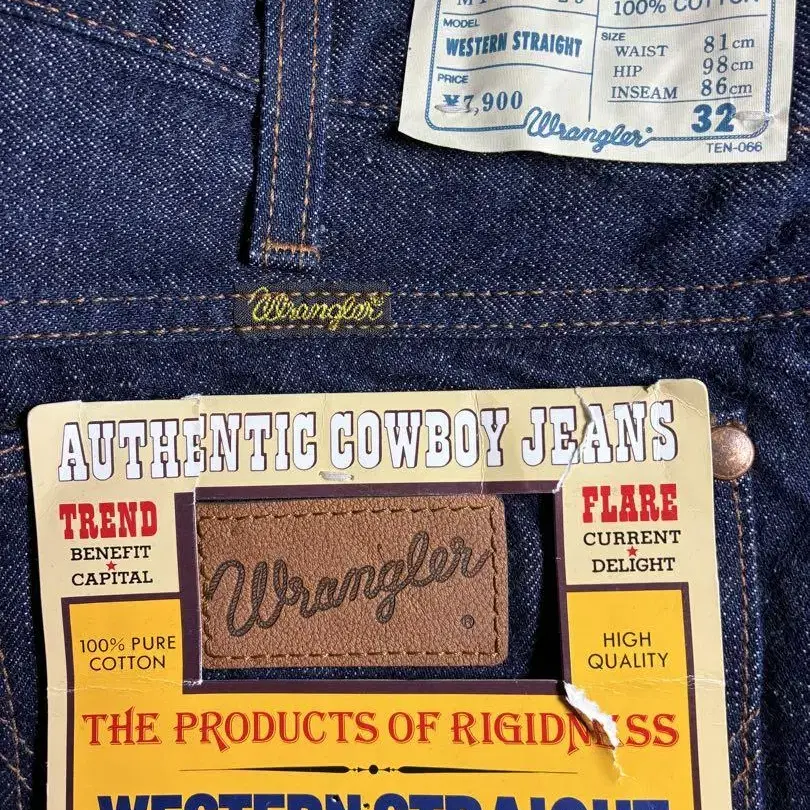 100% COTTON
MODEL
WESTERN STRAIGHT
PRICE
¥7,900
SIZE
WAIST 81cm
HIP 98cm
INSEAM 86cm
32
Wrangler
TEN-066
Wrangler®
AUTHENTIC COWBOY JEANS
TREND
BENEFIT
★
CAPITAL
FLARE
CURRENT
★
DELIGHT
Wrangler
®
100% PURE
COTTON
HIGH
QUALITY
THE PRODUCTS OF RIGIDNESS
WESTERN STRAIGHT